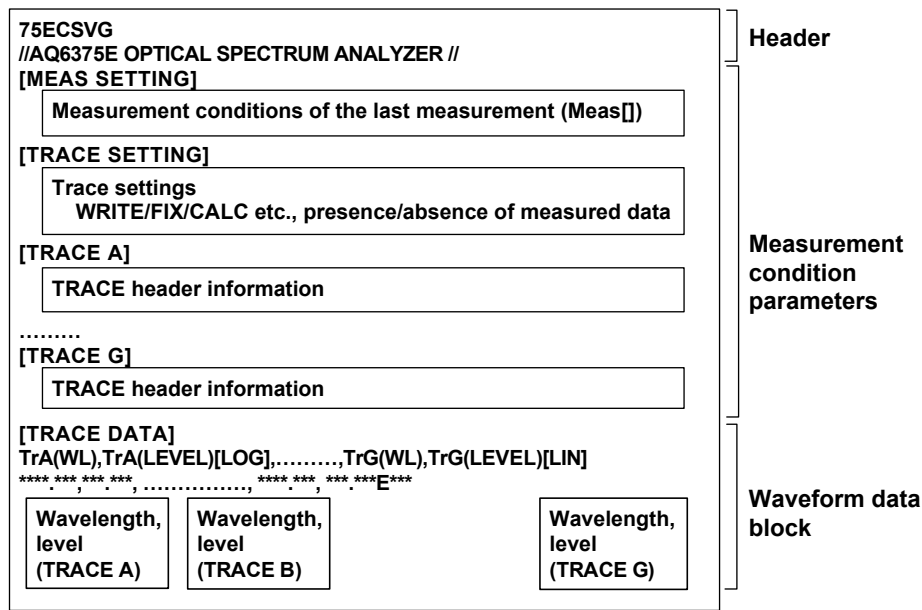 75ECSVG
//AQ6375E OPTICAL SPECTRUM ANALYZER //
Header
[MEAS SETTING]
Measurement conditions of the last measurement (Meas[])
[TRACE SETTING]
Trace settings
WRITE/FIX/CALC etc., presence/absence of measured data
[TRACE A]
TRACE header information
………
[TRACE G]
TRACE header information
Measurement
condition
parameters
[TRACE DATA]
TrA(WL),TrA(LEVEL)[LOG],………,TrG(WL),TrG(LEVEL)[LIN]
****.***,***.***, ……………, ****.***, ***.***E***
Wavelength,
level
(TRACE A)
Wavelength,
level
(TRACE B)
Wavelength,
level
(TRACE G)
Waveform data
block